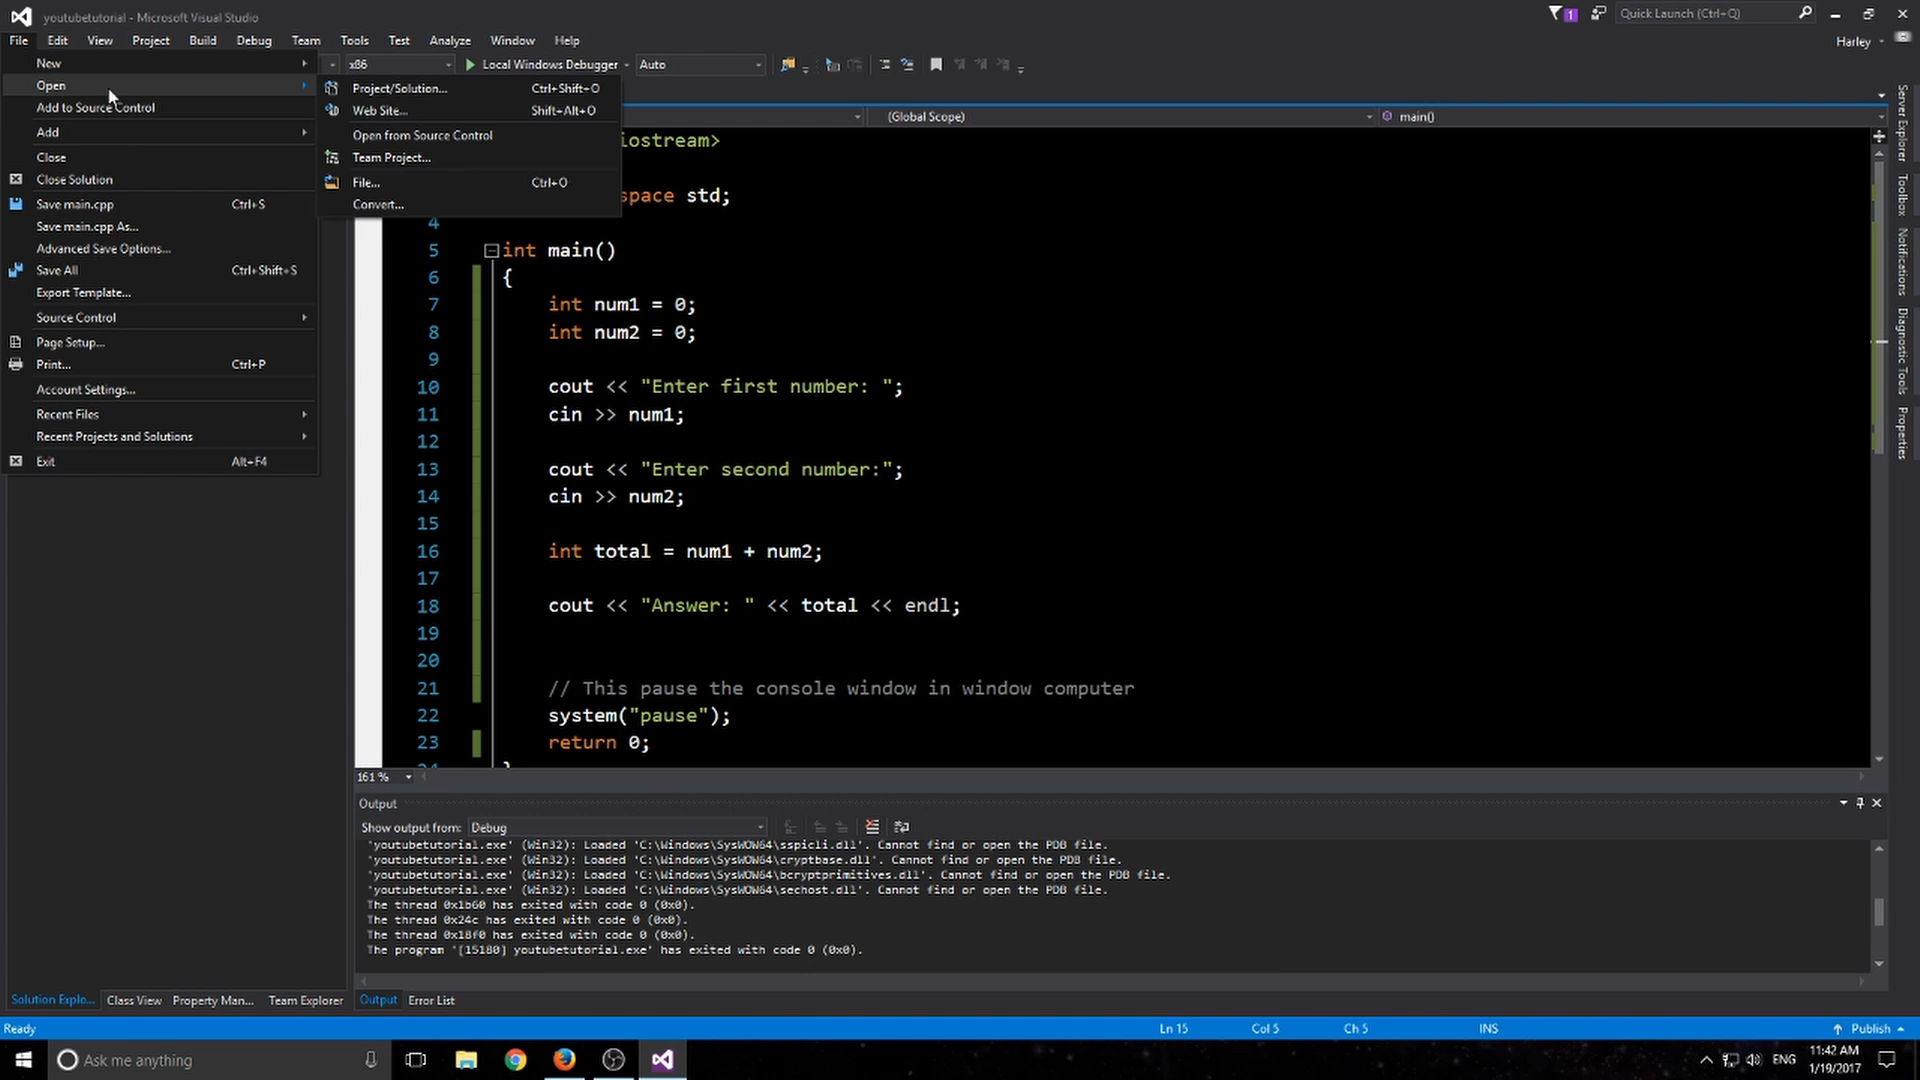 youtubetutorial - Microsoft Visual Studio
1
Quick Launch (Ctrl+Q)
File Edit View Project Build Debug Team Tools Test Analyze Window Help
Harley
x86 Local Windows Debugger Auto
New
Open
Add to Source Control
Add
Close
Close Solution
Save main.cpp Ctrl+S
Save main.cpp As...
Advanced Save Options...
Save All Ctrl+Shift+S
Export Template...
Source Control
Page Setup...
Print... Ctrl+P
Account Settings...
Recent Files
Recent Projects and Solutions
Exit Alt+F4
Project/Solution... Ctrl+Shift+O
Web Site... Shift+Alt+O
Open from Source Control
Team Project...
File... Ctrl+O
Convert...
(Global Scope) main()
iostream>
space std;
4
5 int main()
6 {
7 int num1 = 0;
8 int num2 = 0;
9
10 cout << "Enter first number: ";
11 cin >> num1;
12
13 cout << "Enter second number:";
14 cin >> num2;
15
16 int total = num1 + num2;
17
18 cout << "Answer: " << total << endl;
19
20
21 // This pause the console window in window computer
22 system("pause");
23 return 0;
161 %
Server Explorer
Toolbox
Notifications
Diagnostic Tools
Properties
Output
Show output from: Debug
'youtubetutorial.exe' (Win32): Loaded 'C:\Windows\SysWOW64\sspicli.dll'. Cannot find or open the PDB file.
'youtubetutorial.exe' (Win32): Loaded 'C:\Windows\SysWOW64\cryptbase.dll'. Cannot find or open the PDB file.
'youtubetutorial.exe' (Win32): Loaded 'C:\Windows\SysWOW64\bcryptprimitives.dll'. Cannot find or open the PDB file.
'youtubetutorial.exe' (Win32): Loaded 'C:\Windows\SysWOW64\sechost.dll'. Cannot find or open the PDB file.
The thread 0x1b60 has exited with code 0 (0x0).
The thread 0x24c has exited with code 0 (0x0).
The thread 0x18f0 has exited with code 0 (0x0).
The program '[15180] youtubetutorial.exe' has exited with code 0 (0x0).
Solution Explo... Class View Property Man... Team Explorer
Output Error List
Ready Ln 15 Col 5 Ch 5 INS Publish
Ask me anything
ENG
11:42 AM
1/19/2017